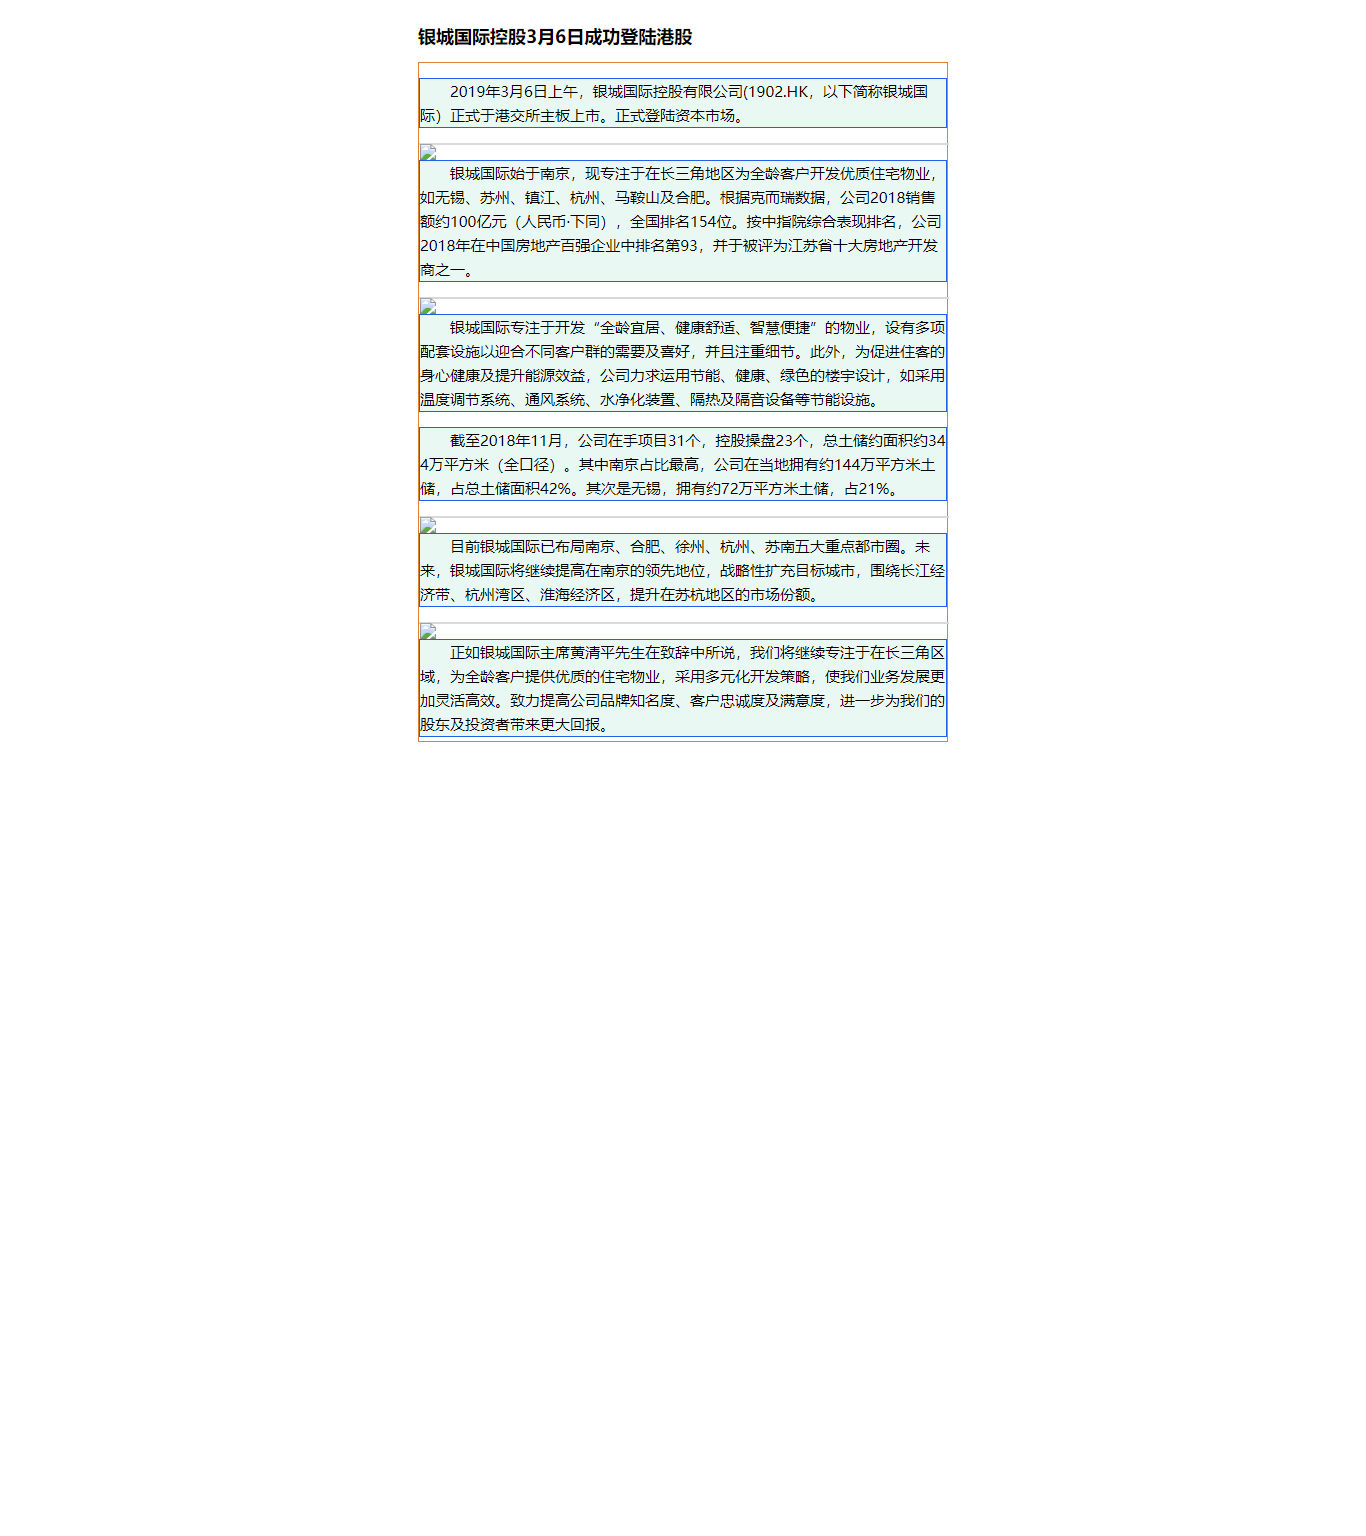 银城国际控股3月6日成功登陆港股
2019年3月6日上午，银城国际控股有限公司(1902.HK，以下简称银城国
际）正式于港交所主板上市。正式登陆资本市场。
银城国际始于南京，现专注于在长三角地区为全龄客户开发优质住宅物业，
如无锡、苏州、镇江、杭州、马鞍山及合肥。根据克而瑞数据，公司2018销售
额约100亿元（人民币·下同），全国排名154位。按中指院综合表现排名，公司
2018年在中国房地产百强企业中排名第93，并于被评为江苏省十大房地产开发
商之一。
银城国际专注于开发“全龄宜居、健康舒适、智慧便捷”的物业，设有多项
配套设施以迎合不同客户群的需要及喜好，并且注重细节。此外，为促进住客的
身心健康及提升能源效益，公司力求运用节能、健康、绿色的楼宇设计，如采用
温度调节系统、通风系统、水净化装置、隔热及隔音设备等节能设施。
截至2018年11月，公司在手项目31个，控股操盘23个，总土储约面积约34
4万平方米（全口径）。其中南京占比最高，公司在当地拥有约144万平方米土
储，占总土储面积42%。其次是无锡，拥有约72万平方米土储，占21%。
目前银城国际已布局南京、合肥、徐州、杭州、苏南五大重点都市圈。未
来，银城国际将继续提高在南京的领先地位，战略性扩充目标城市，围绕长江经
济带、杭州湾区、淮海经济区，提升在苏杭地区的市场份额。
正如银城国际主席黄清平先生在致辞中所说，我们将继续专注于在长三角区
域，为全龄客户提供优质的住宅物业，采用多元化开发策略，使我们业务发展更
加灵活高效。致力提高公司品牌知名度、客户忠诚度及满意度，进一步为我们的
股东及投资者带来更大回报。